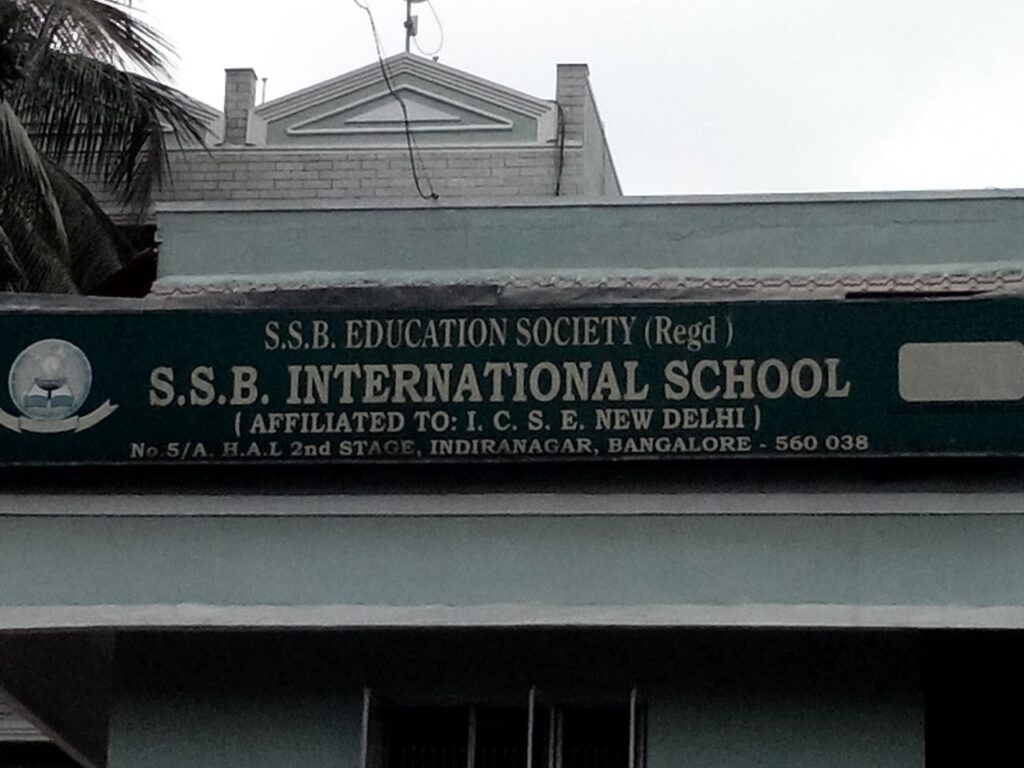 S.S.B. EDUCATION SOCIETY (Regd )
S.S.B. INTERNATIONAL SCHOOL
( AFFILIATED TO: I. C. S. E. NEW DELHI )
No 5/A, H.A.L 2nd STAGE, INDIRANAGAR, BANGALORE - 560 038